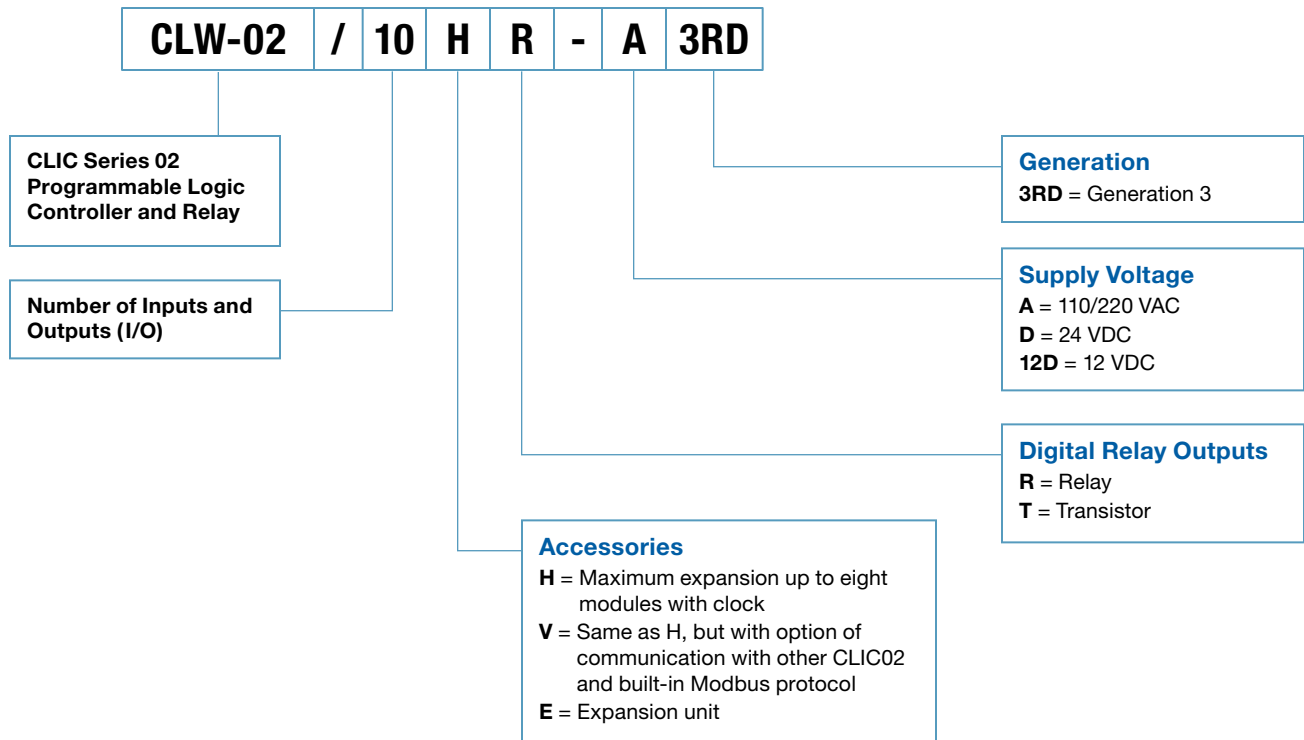 CLW-02 / 10 H R - A 3RD
CLIC Series 02
Programmable Logic
Controller and Relay
Number of Inputs and
Outputs (I/O)
Generation
3RD = Generation 3
Supply Voltage
A = 110/220 VAC
D = 24 VDC
12D = 12 VDC
Digital Relay Outputs
R = Relay
T = Transistor
Accessories
H = Maximum expansion up to eight
modules with clock
V = Same as H, but with option of
communication with other CLIC02
and built-in Modbus protocol
E = Expansion unit